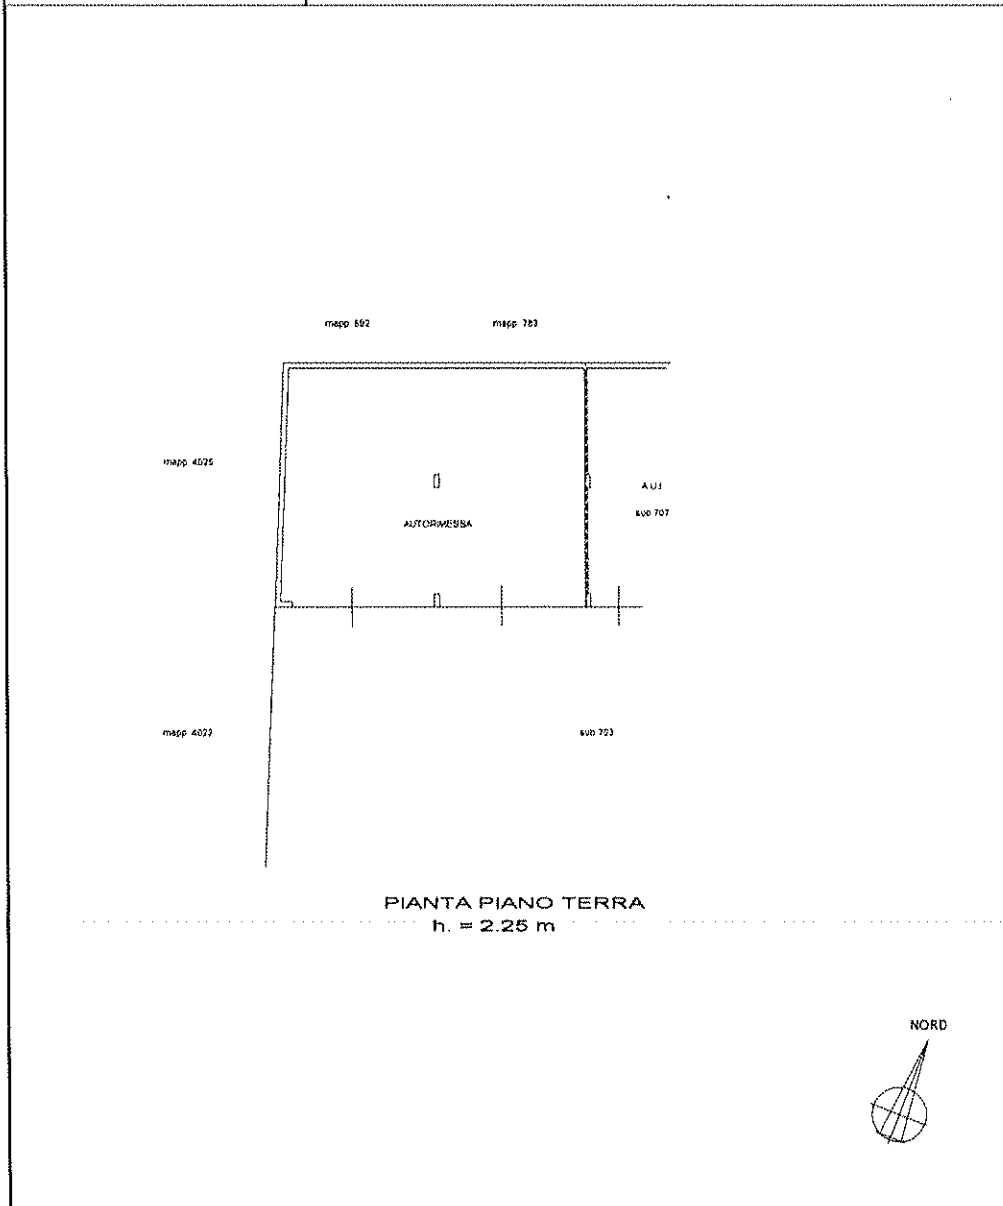 mapp 692
mapp 783
mapp 4025
A.U.I
sub 707
AUTORIMESSA
mapp 4022
sub 703
PIANTA PIANO TERRA
h. = 2.25 m
NORD